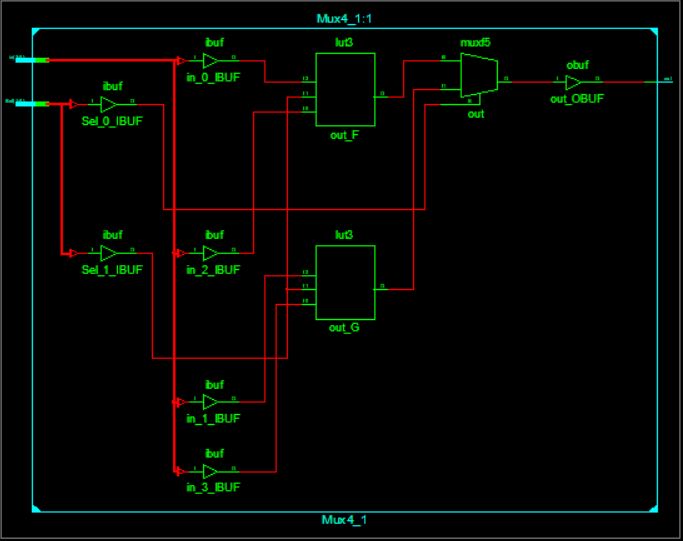 Mux4_1:1
ibuf
lut3
muxf5
obuf
in_0_IBUF
out_OBUF
ibuf
out
Sel_0_IBUF
out_F
ibuf
ibuf
lut3
Sel_1_IBUF
in_2_IBUF
out_G
ibuf
in_1_IBUF
ibuf
in_3_IBUF
Mux4_1